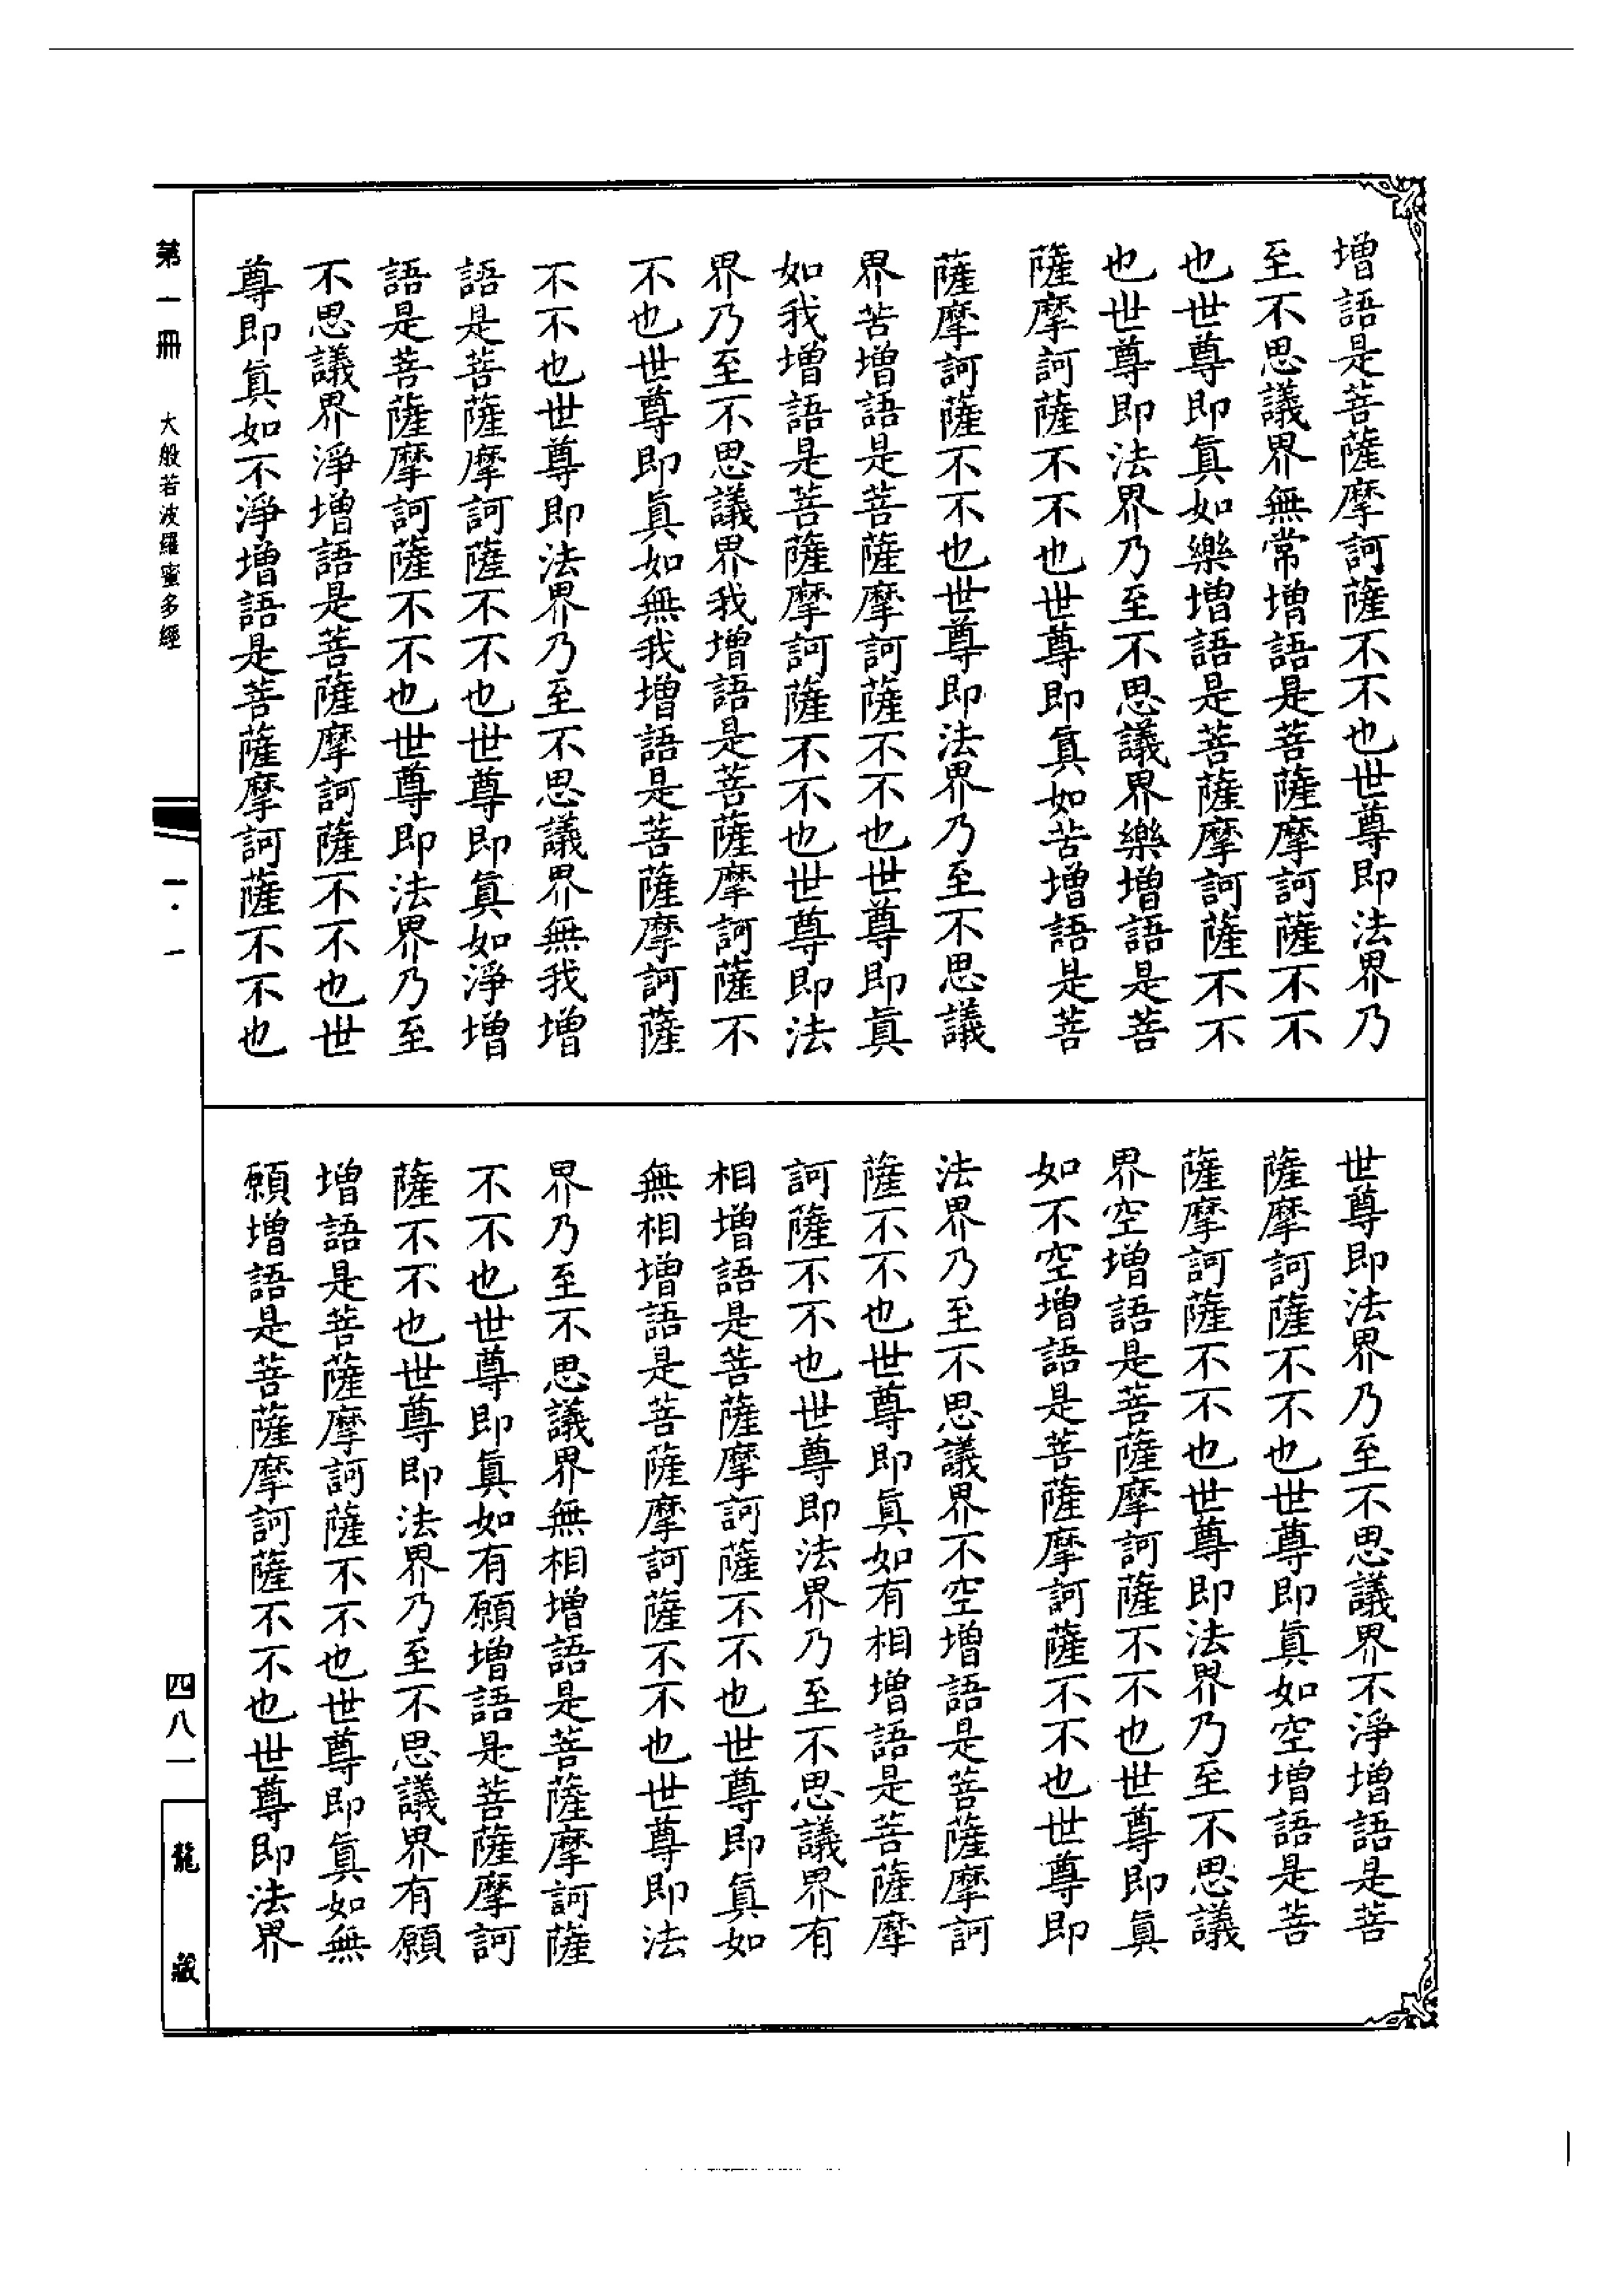 增語是菩薩摩訶薩不不也世尊即法界乃
至不思議界無常增語是菩薩摩訶薩不不
也世尊即真如樂增語是菩薩摩訶薩不不
也世尊即法界乃至不思議界樂增語是菩
薩摩訶薩不不也世尊即真如苦增語是菩
薩摩訶薩不不也世尊即法界乃至不思議
界苦增語是菩薩摩訶薩不不也世尊即真
如我增語是菩薩摩訶薩不不也世尊即法
界乃至不思議界我增語是菩薩摩訶薩不
不也世尊即真如無我增語是菩薩摩訶薩
不不也世尊即法界乃至不思議界無我增
語是菩薩摩訶薩不不也世尊即真如淨增
語是菩薩摩訶薩不不也世尊即法界乃至
不思議界淨增語是菩薩摩訶薩不不也世
尊即真如不淨增語是菩薩摩訶薩不不也
世尊即法界乃至不思議界不淨增語是菩
薩摩訶薩不不也世尊即真如空增語是菩
薩摩訶薩不不也世尊即法界乃至不思議
界空增語是菩薩摩訶薩不不也世尊即真
如不空增語是菩薩摩訶薩不不也世尊即
法界乃至不思議界不空增語是菩薩摩訶
薩不不也世尊即真如有相增語是菩薩摩
訶薩不不也世尊即法界乃至不思議界有
相增語是菩薩摩訶薩不不也世尊即真如
無相增語是菩薩摩訶薩不不也世尊即法
界乃至不思議界無相增語是菩薩摩訶薩
不不也世尊即真如有願增語是菩薩摩訶
薩不不也世尊即法界乃至不思議界有願
增語是菩薩摩訶薩不不也世尊即真如無
願增語是菩薩摩訶薩不不也世尊即法界
第一冊 大般若波羅蜜多經
一·一
四八一
龍藏